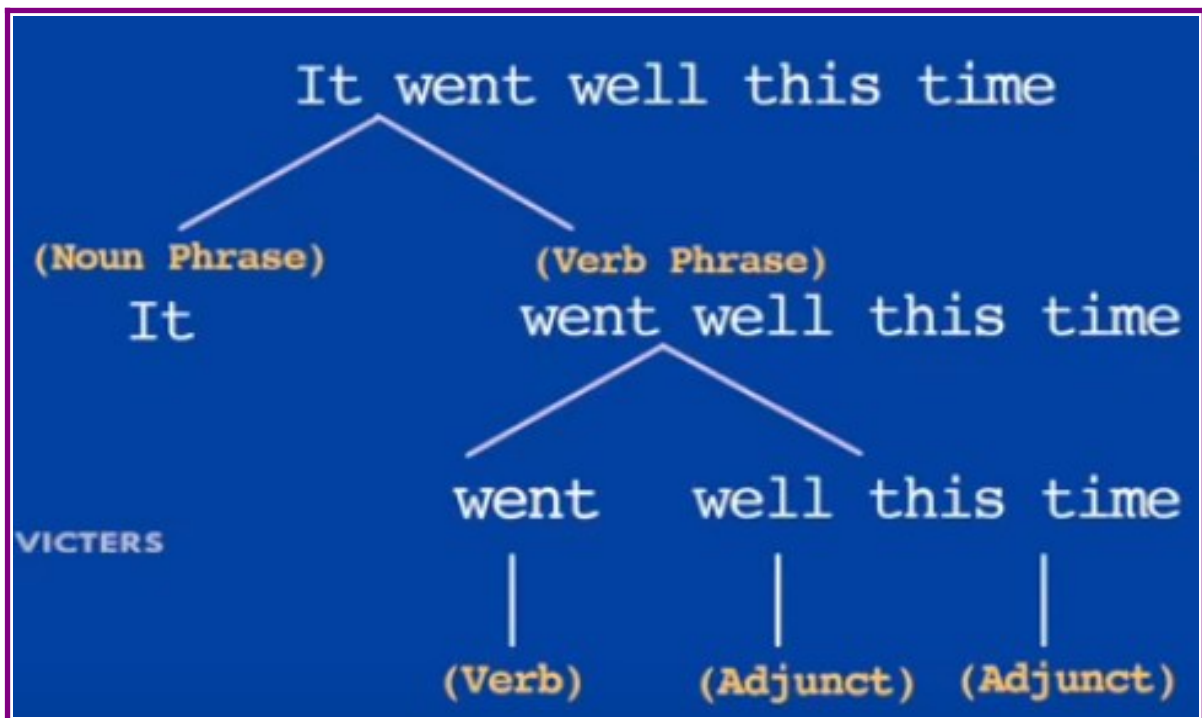 It went well this time
(Noun Phrase) (Verb Phrase)
It went well this time
went well this time
VICTERS
(Verb) (Adjunct) (Adjunct)